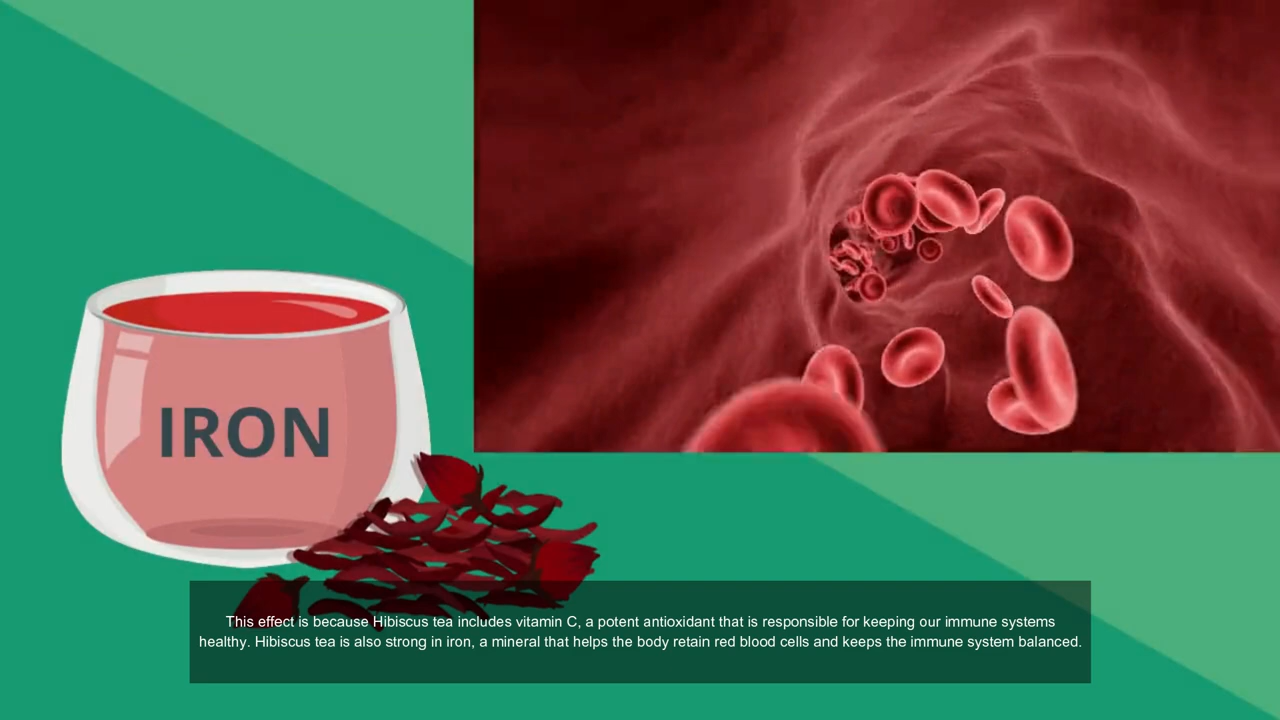 IRON
This effect is because Hibiscus tea includes vitamin C, a potent antioxidant that is responsible for keeping our immune systems
healthy. Hibiscus tea is also strong in iron, a mineral that helps the body retain red blood cells and keeps the immune system balanced.